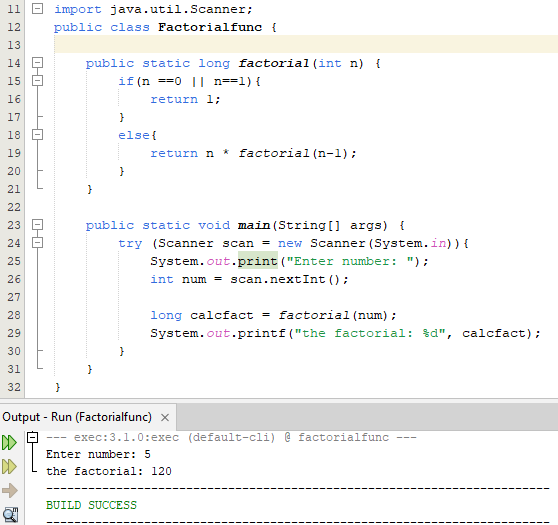 11 import java.util.Scanner;
12 public class Factorialfunc {
13
14 public static long factorial(int n) {
15 if(n ==0 || n==1){
16 return 1;
17 }
18 else{
19 return n * factorial(n-1);
20 }
21 }
22
23 public static void main(String[] args) {
24 try (Scanner scan = new Scanner(System.in)){
25 System.out.print("Enter number: ");
26 int num = scan.nextInt();
27
28 long calcfact = factorial(num);
29 System.out.printf("the factorial: %d", calcfact);
30 }
31 }
32 }
Output - Run (Factorialfunc) ×
--- exec:3.1.0:exec (default-cli) @ factorialfunc ---
Enter number: 5
the factorial: 120
------------------------------------------------------------------------
BUILD SUCCESS
------------------------------------------------------------------------